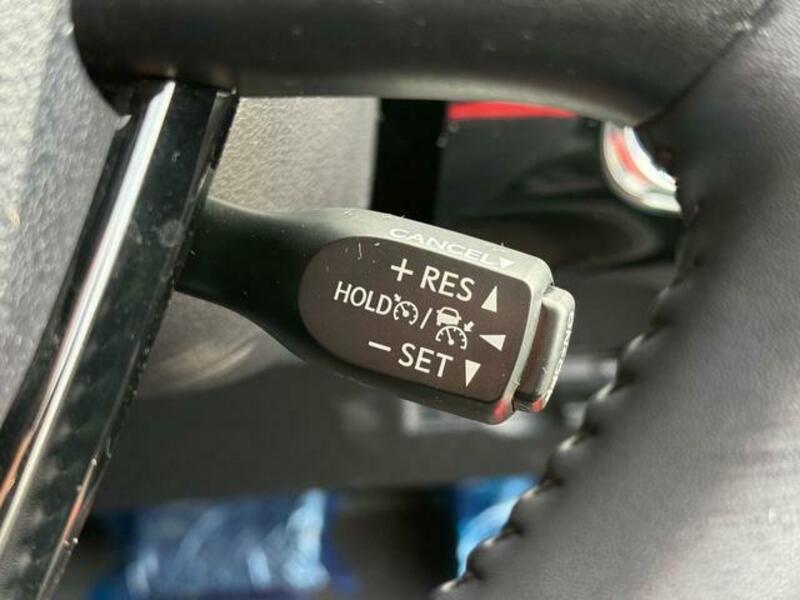 CANCEL▼
+ RES ▲
HOLD /
− SET ▼